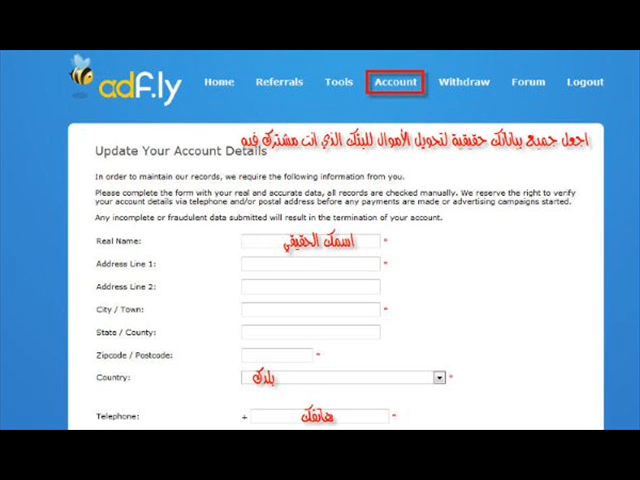 adf.ly
Home Referrals Tools Account Withdraw Forum Logout
اجعل جميع بياناتك حقيقية لتحويل الأموال للبنك الذي انت مشترك فيه
Update Your Account Details
In order to maintain our records, we require the following information from you.
Please complete the form with your real and accurate data, all records are checked manually. We reserve the right to verify
your account details via telephone and/or postal address before any payments are made or advertising campaigns started.
Any incomplete or fraudulent data submitted will result in the termination of your account.
Real Name: اسمك الحقيقي *
Address Line 1: *
Address Line 2:
City / Town: *
State / County:
Zipcode / Postcode: *
Country: بلدك *
Telephone: + هاتفك *